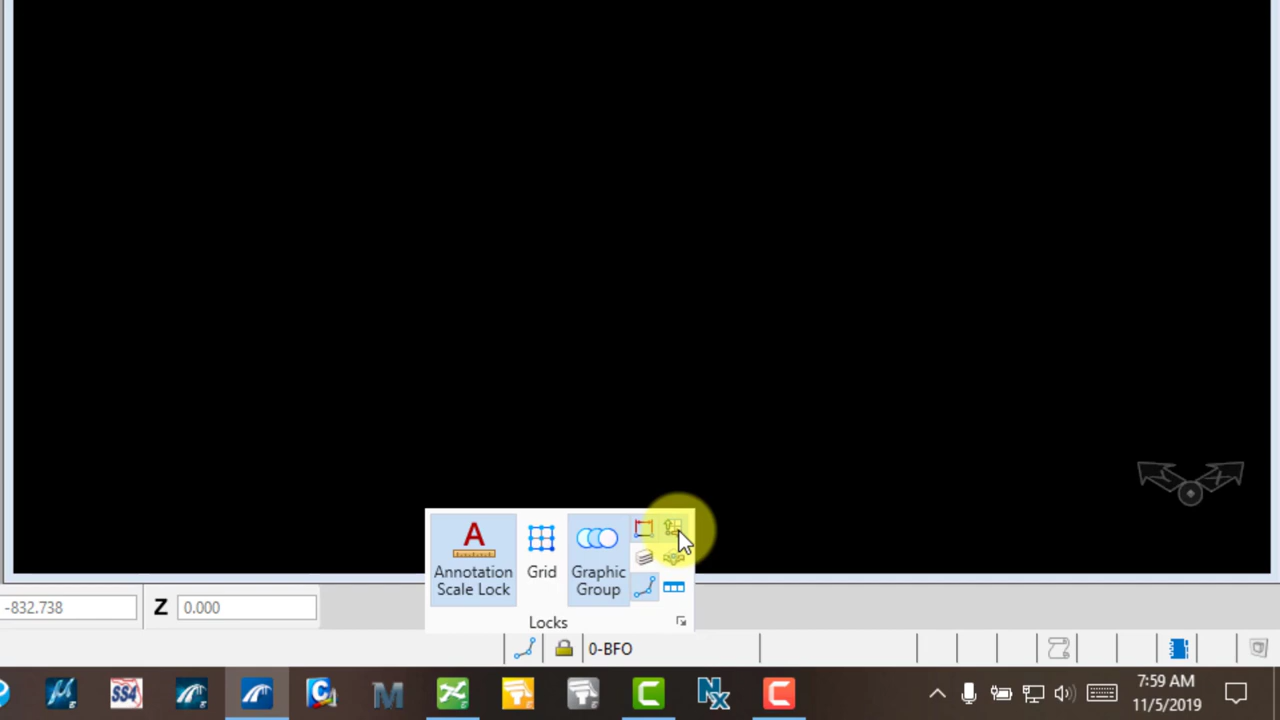 Annotation
Scale Lock
Grid
Graphic
Group
Locks
-832.738
Z 0.000
0-BFO
SS4
7:59 AM
11/5/2019